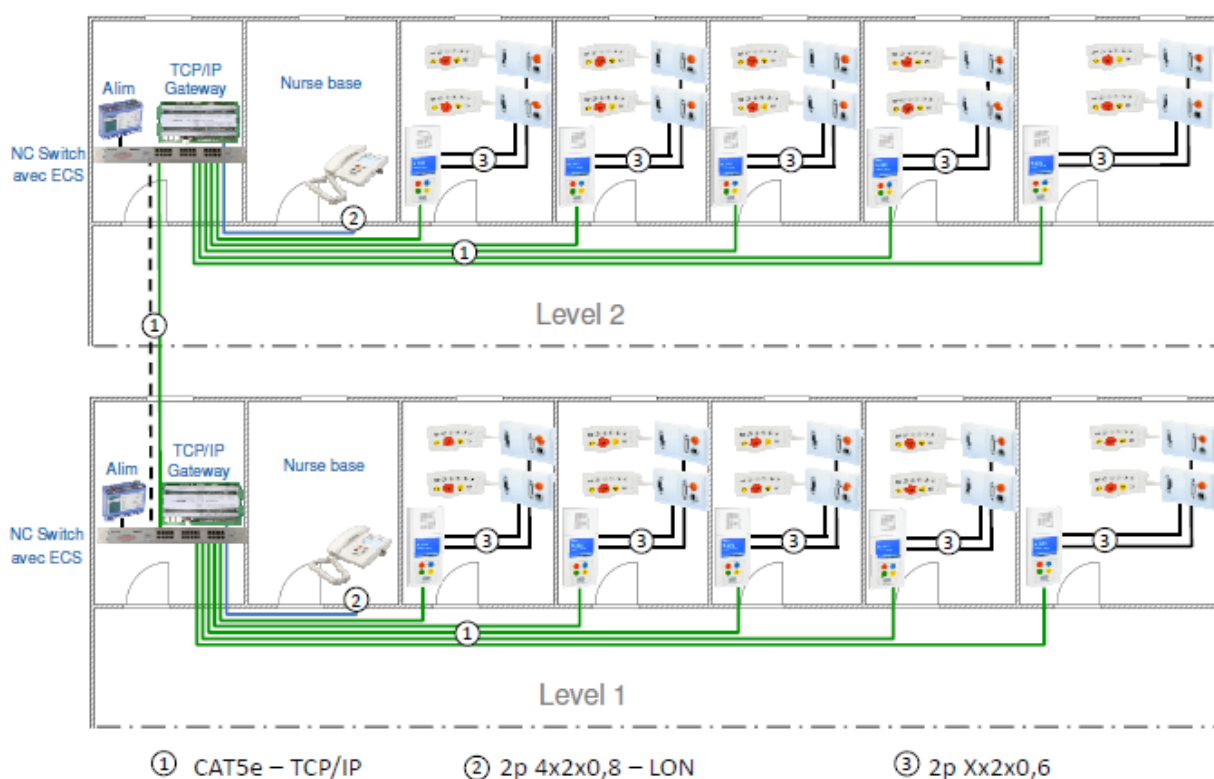 TCP/IP
Gateway
Alim
Nurse base
NC Switch
avec ECS
3
3
3
3
3
2
1
Level 2
1
TCP/IP
Gateway
Alim
Nurse base
NC Switch
avec ECS
3
3
3
3
3
2
1
Level 1
1 CAT5e – TCP/IP
2 2p 4x2x0,8 – LON
3 2p Xx2x0,6